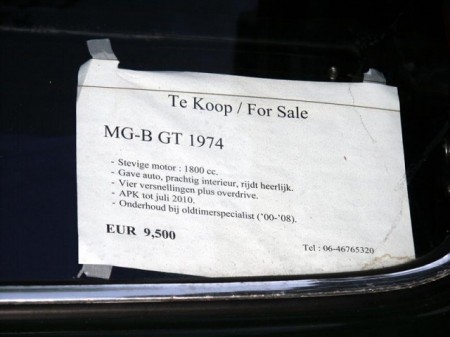 Te Koop / For Sale
MG-B GT 1974
- Stevige motor : 1800 cc.
- Gave auto, prachtig interieur, rijdt heerlijk.
- Vier versnellingen plus overdrive.
- APK tot juli 2010.
- Onderhoud bij oldtimerspecialist ('00-'08).
EUR 9,500
Tel : 06-46765320